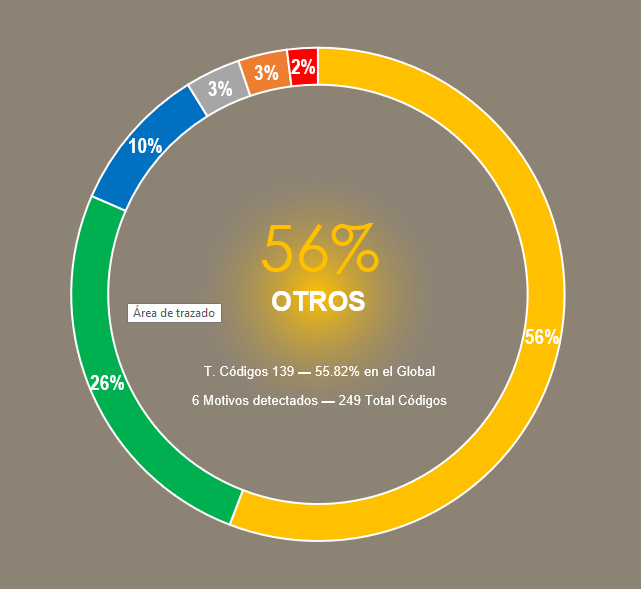 2%
3%
3%
10%
56%
OTROS
Área de trazado
56%
T. Códigos 139 — 55.82% en el Global
26%
6 Motivos detectados — 249 Total Códigos